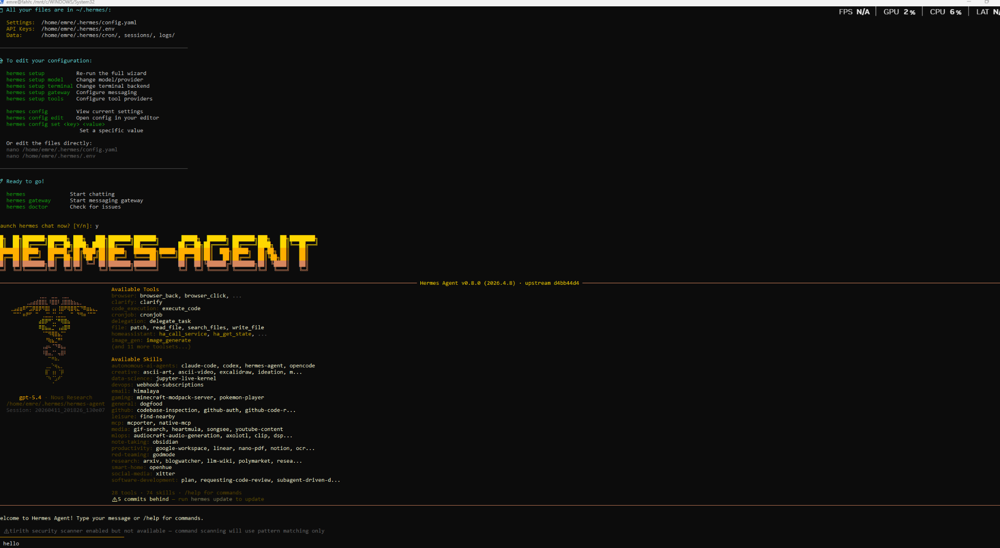 emre@fahh: /mnt/c/WINDOWS/System32
All your files are in ~/.hermes/:
FPS N/A | GPU 2% | CPU 6% | LAT N/
Settings: /home/emre/.hermes/config.yaml
API Keys: /home/emre/.hermes/.env
Data: /home/emre/.hermes/cron/, sessions/, logs/
To edit your configuration:
hermes setup Re-run the full wizard
hermes setup model Change model/provider
hermes setup terminal Change terminal backend
hermes setup gateway Configure messaging
hermes setup tools Configure tool providers
hermes config View current settings
hermes config edit Open config in your editor
hermes config set <key> <value>
Set a specific value
Or edit the files directly:
nano /home/emre/.hermes/config.yaml
nano /home/emre/.hermes/.env
Ready to go!
hermes Start chatting
hermes gateway Start messaging gateway
hermes doctor Check for issues
aunch hermes chat now? [Y/n]: y
HERMES-AGENT
Hermes Agent v0.8.0 (2026.4.8) · upstream d4bb44d4
Available Tools
browser: browser_back, browser_click, ...
clarify: clarify
code_execution: execute_code
cronjob: cronjob
delegation: delegate_task
file: patch, read_file, search_files, write_file
homeassistant: ha_call_service, ha_get_state, ...
image_gen: image_generate
(and 11 more toolsets...)
Available Skills
autonomous-ai-agents: claude-code, codex, hermes-agent, opencode
creative: ascii-art, ascii-video, excalidraw, ideation, m...
data-science: jupyter-live-kernel
devops: webhook-subscriptions
email: himalaya
gaming: minecraft-modpack-server, pokemon-player
general: dogfood
github: codebase-inspection, github-auth, github-code-r...
leisure: find-nearby
mcp: mcporter, native-mcp
media: gif-search, heartmula, songsee, youtube-content
mlops: audiocraft-audio-generation, axolotl, clip, dsp...
note-taking: obsidian
productivity: google-workspace, linear, nano-pdf, notion, ocr...
red-teaming: godmode
research: arxiv, blogwatcher, llm-wiki, polymarket, resea...
smart-home: openhue
social-media: xitter
software-development: plan, requesting-code-review, subagent-driven-d...
28 tools · 74 skills · /help for commands
⚠5 commits behind — run hermes update to update
gpt-5.4 · Nous Research
/home/emre/.hermes/hermes-agent
Session: 20260411_201826_130e07
elcome to Hermes Agent! Type your message or /help for commands.
⚠tirith security scanner enabled but not available — command scanning will use pattern matching only
hello